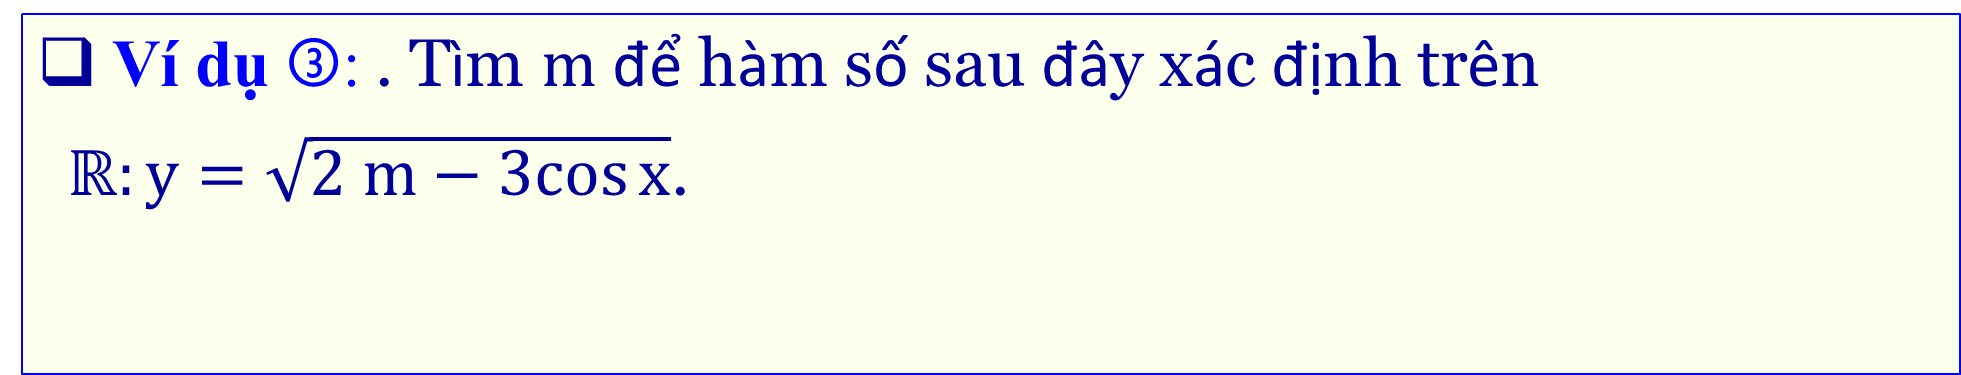 ❑ Ví dụ ③: . Tìm m để hàm số sau đây xác định trên
ℝ: y = √(2 m − 3cos x).